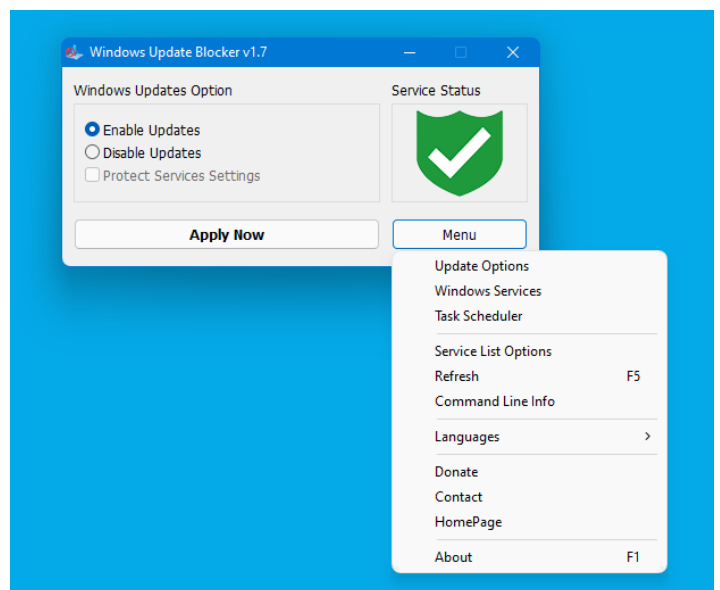 Windows Update Blocker v1.7
Windows Updates Option
Service Status
Enable Updates
Disable Updates
Protect Services Settings
Apply Now
Menu
Update Options
Windows Services
Task Scheduler
Service List Options
Refresh F5
Command Line Info
Languages
Donate
Contact
HomePage
About F1